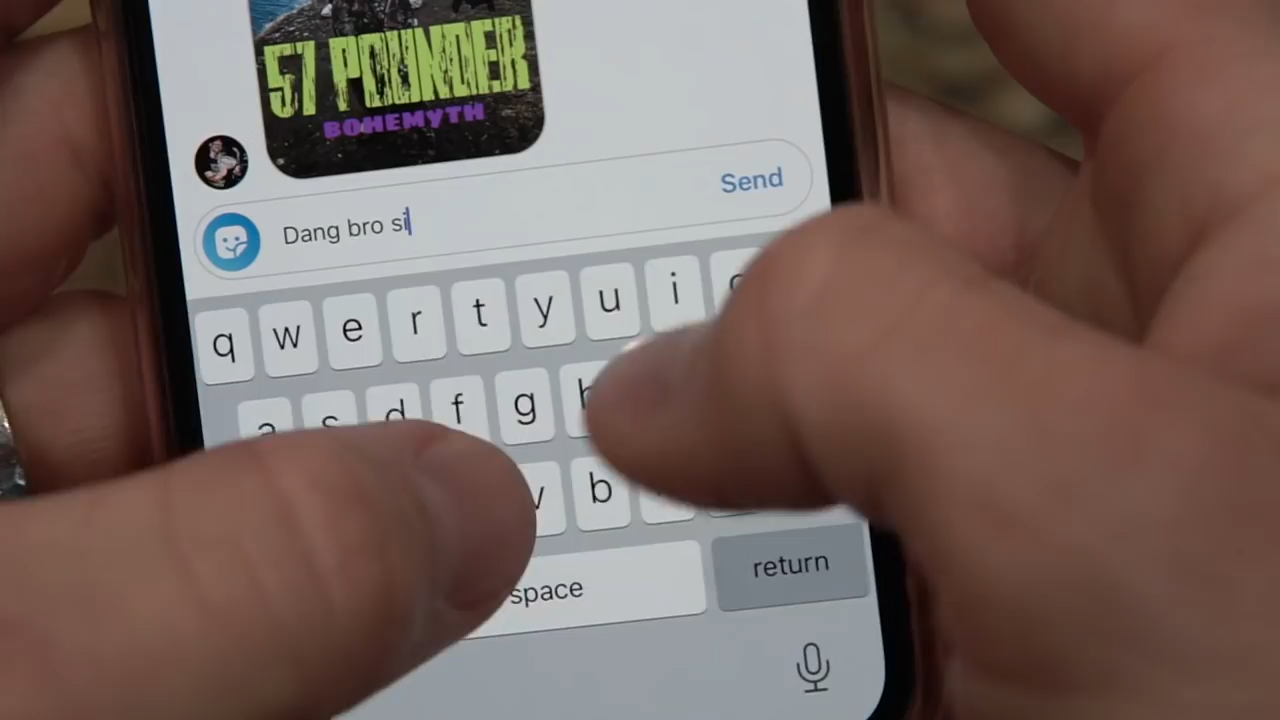 57 POUNDER
BOHEMYTH
Send
Dang bro si
q w e r t y u i
a s d f g h
v b
space
return